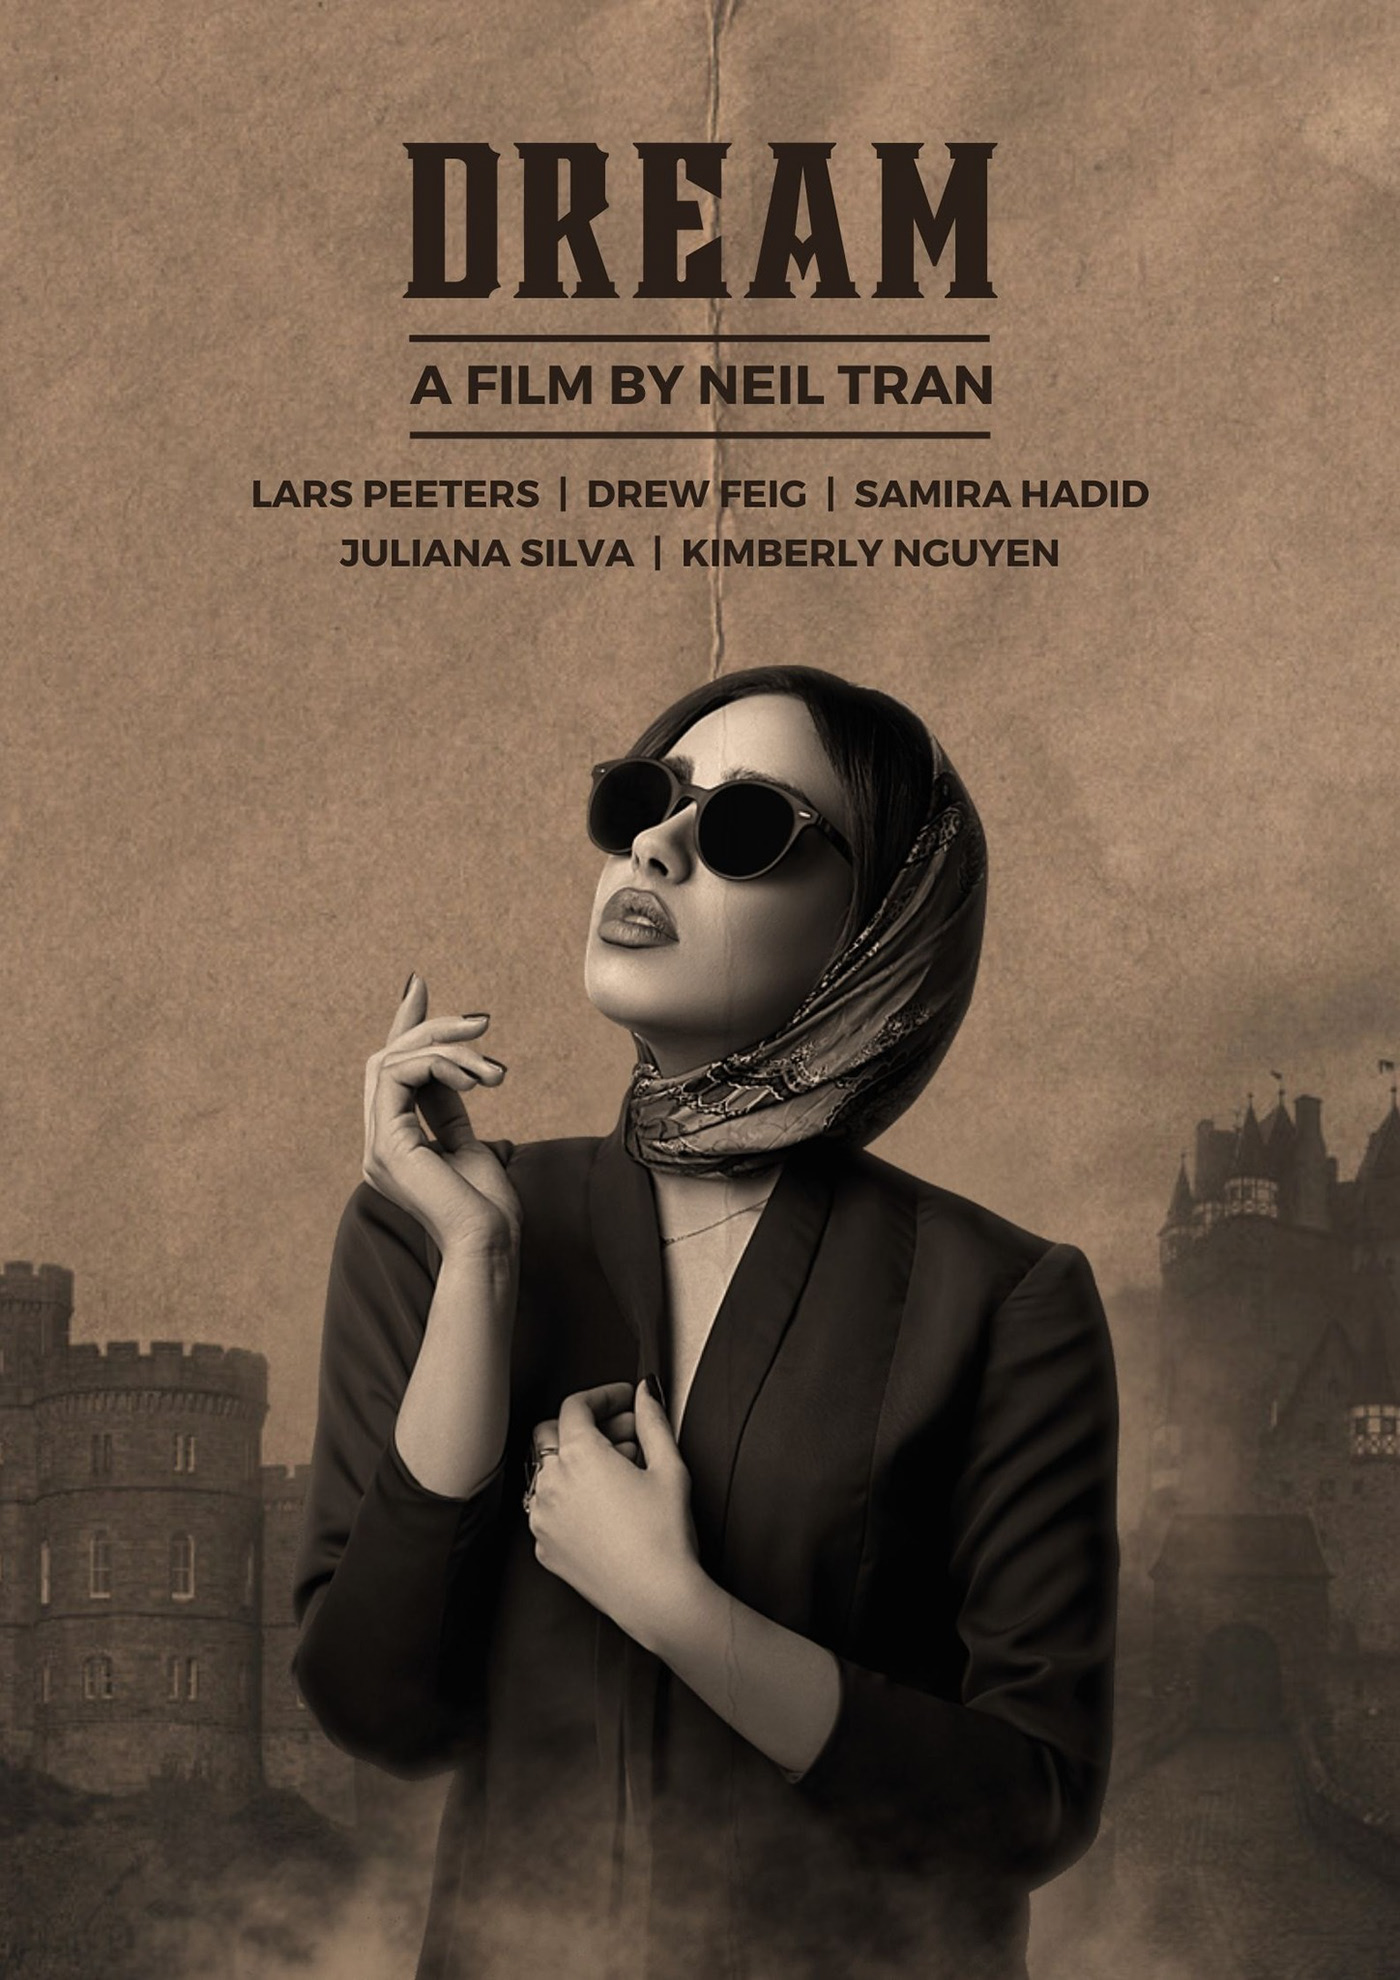 DREAM
A FILM BY NEIL TRAN
LARS PEETERS | DREW FEIG | SAMIRA HADID
JULIANA SILVA | KIMBERLY NGUYEN